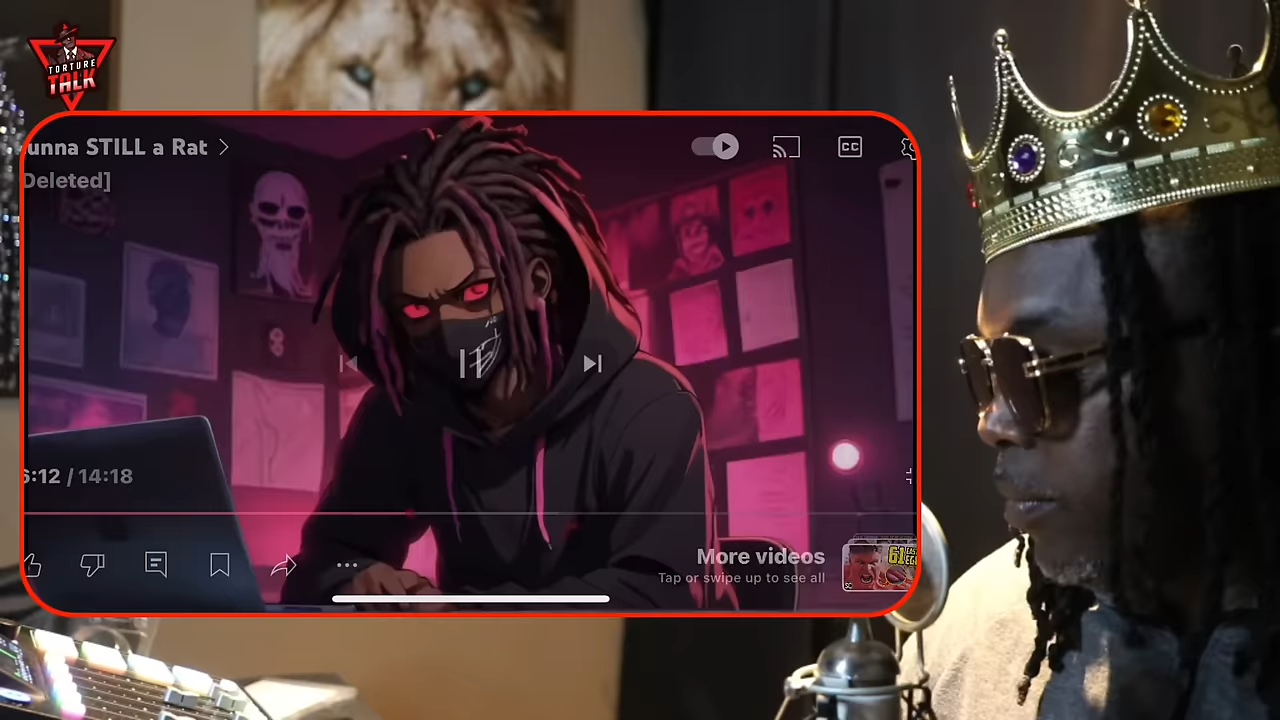 TORTURE
TALK
unna STILL a Rat
Deleted]
CC
6:12 / 14:18
More videos
Tap or swipe up to see all
61